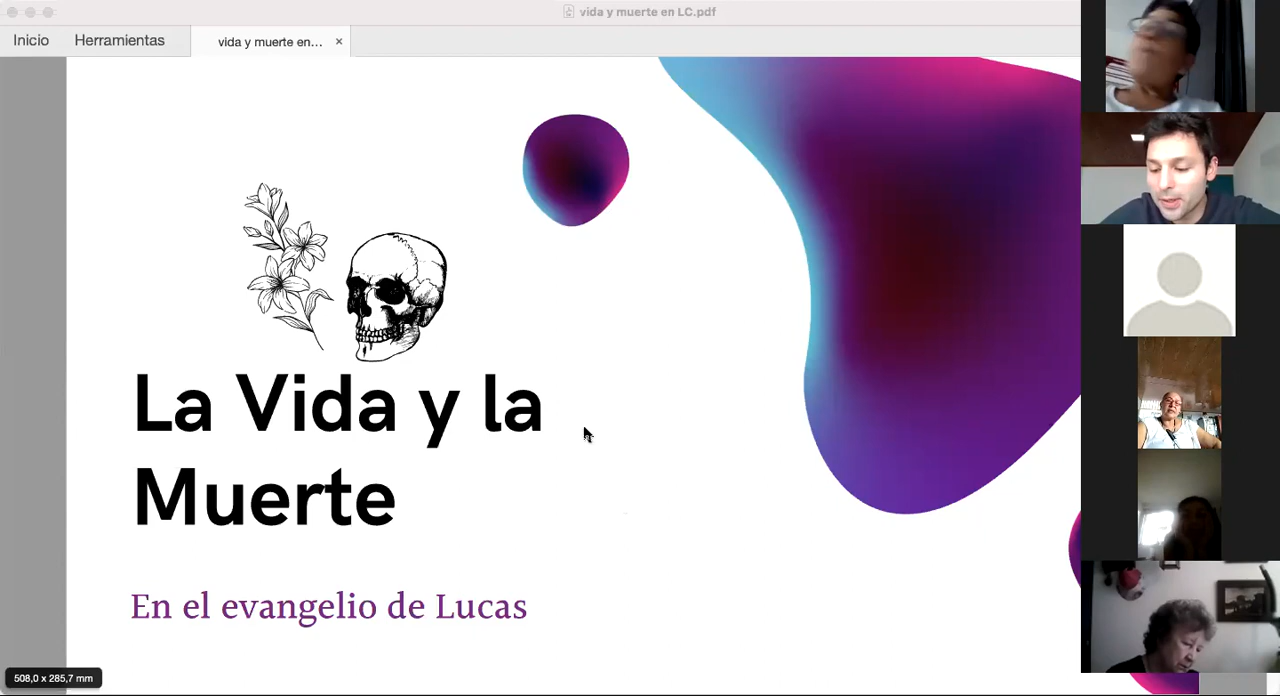 vida y muerte en LC.pdf
Inicio
Herramientas
vida y muerte en... ×
La Vida y la
Muerte
En el evangelio de Lucas
508,0 x 285,7 mm